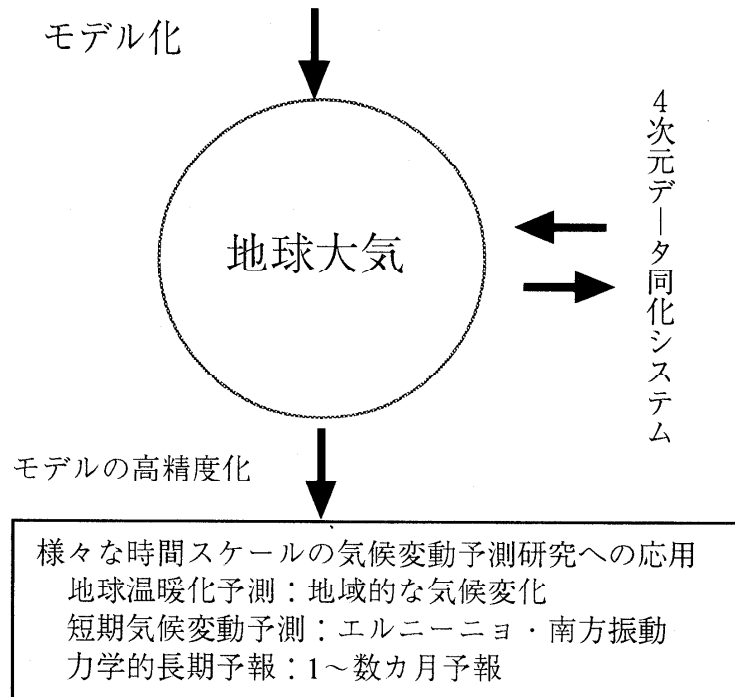 モデル化
4次元データ同化システム
地球大気
モデルの高精度化
様々な時間スケールの気候変動予測研究への応用
地球温暖化予測：地域的な気候変化
短期気候変動予測：エルニーニョ・南方振動
力学的長期予報：1～数カ月予報